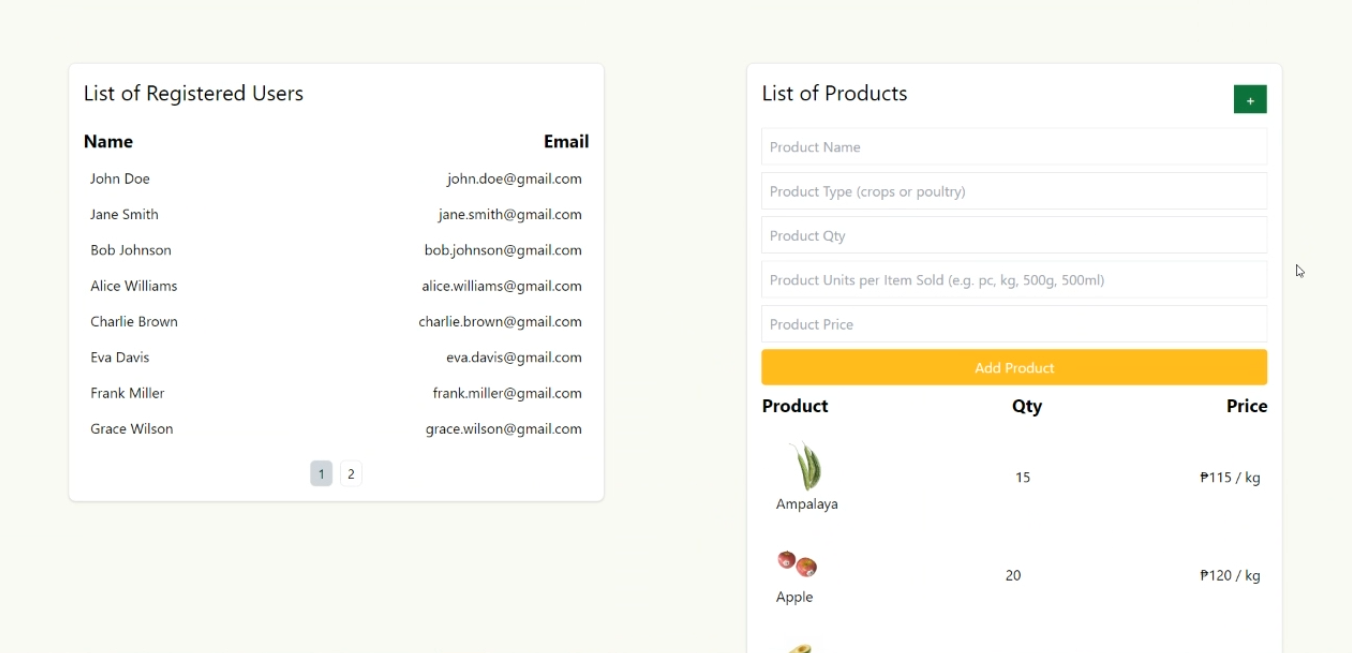 List of Registered Users
Name Email
John Doe john.doe@gmail.com
Jane Smith jane.smith@gmail.com
Bob Johnson bob.johnson@gmail.com
Alice Williams alice.williams@gmail.com
Charlie Brown charlie.brown@gmail.com
Eva Davis eva.davis@gmail.com
Frank Miller frank.miller@gmail.com
Grace Wilson grace.wilson@gmail.com
1 2
List of Products +
Product Name
Product Type (crops or poultry)
Product Qty
Product Units per Item Sold (e.g. pc, kg, 500g, 500ml)
Product Price
Add Product
Product Qty Price
Ampalaya 15 ₱115 / kg
Apple 20 ₱120 / kg